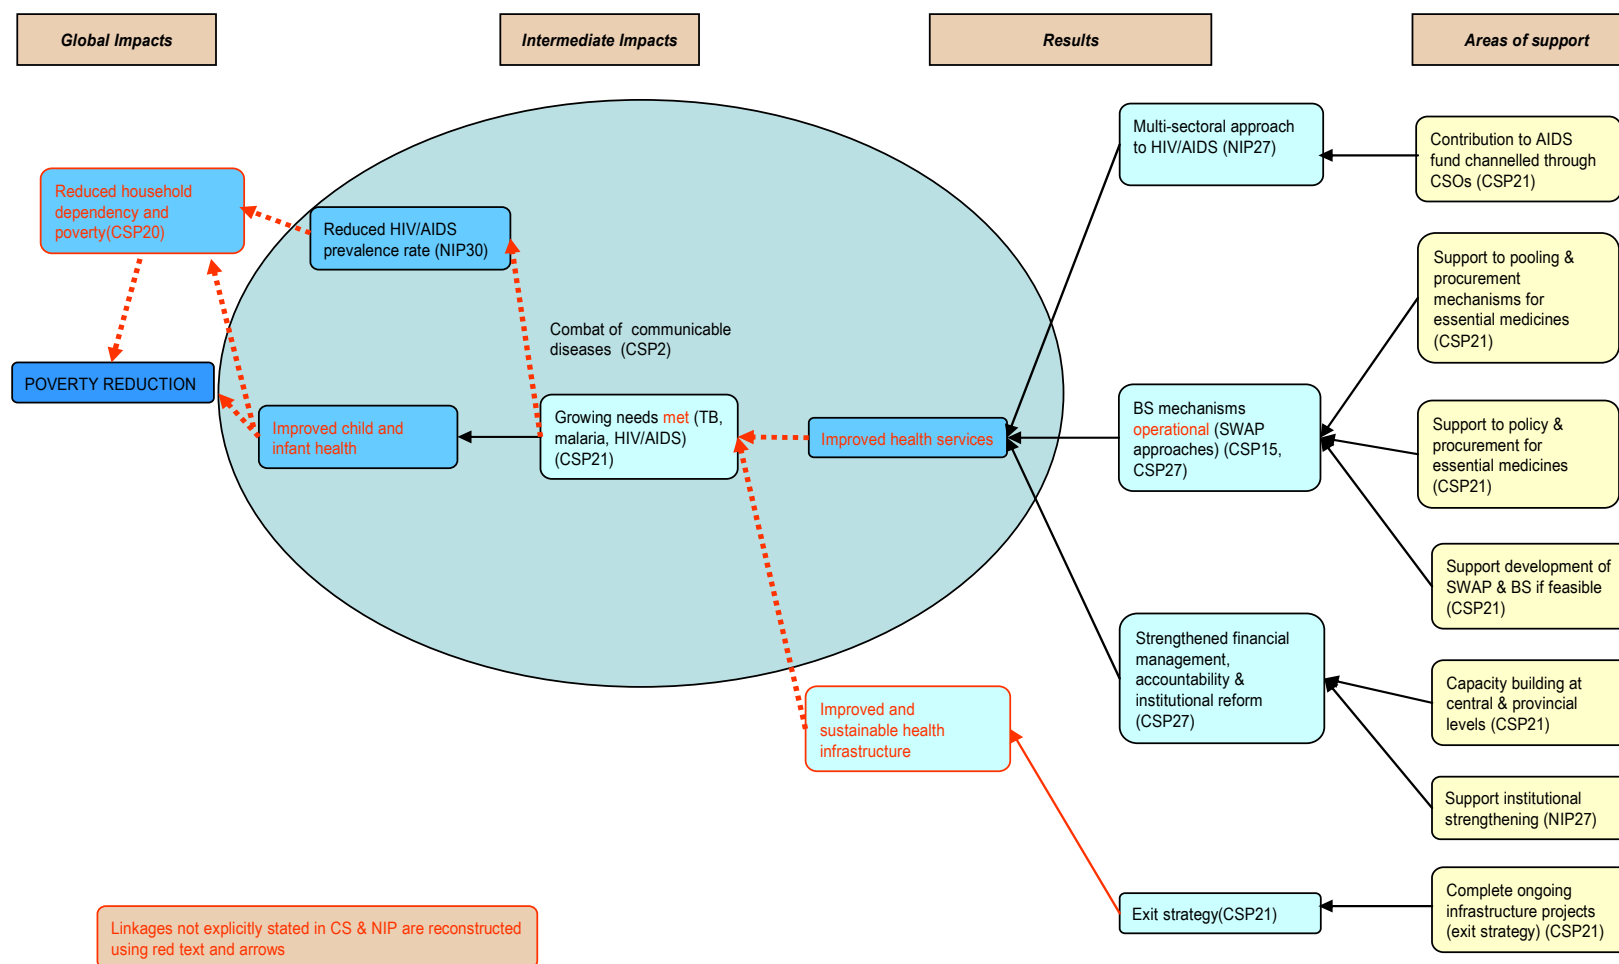 Global Impacts
Intermediate Impacts
Results
Areas of support
Multi-sectoral approach
to HIV/AIDS (NIP27)
Contribution to AIDS
fund channelled through
CSOs (CSP21)
Reduced household
dependency and
poverty(CSP20)
Reduced HIV/AIDS
prevalence rate (NIP30)
Support to pooling &
procurement
mechanisms for
essential medicines
(CSP21)
Combat of communicable
diseases (CSP2)
POVERTY REDUCTION
Improved child and
infant health
Growing needs met (TB,
malaria, HIV/AIDS)
(CSP21)
Improved health services
BS mechanisms
operational (SWAP
approaches) (CSP15,
CSP27)
Support to policy &
procurement for
essential medicines
(CSP21)
Support development of
SWAP & BS if feasible
(CSP21)
Strengthened financial
management,
accountability &
institutional reform
(CSP27)
Capacity building at
central & provincial
levels (CSP21)
Improved and
sustainable health
infrastructure
Support institutional
strengthening (NIP27)
Exit strategy(CSP21)
Complete ongoing
infrastructure projects
(exit strategy) (CSP21)
Linkages not explicitly stated in CS & NIP are reconstructed
using red text and arrows